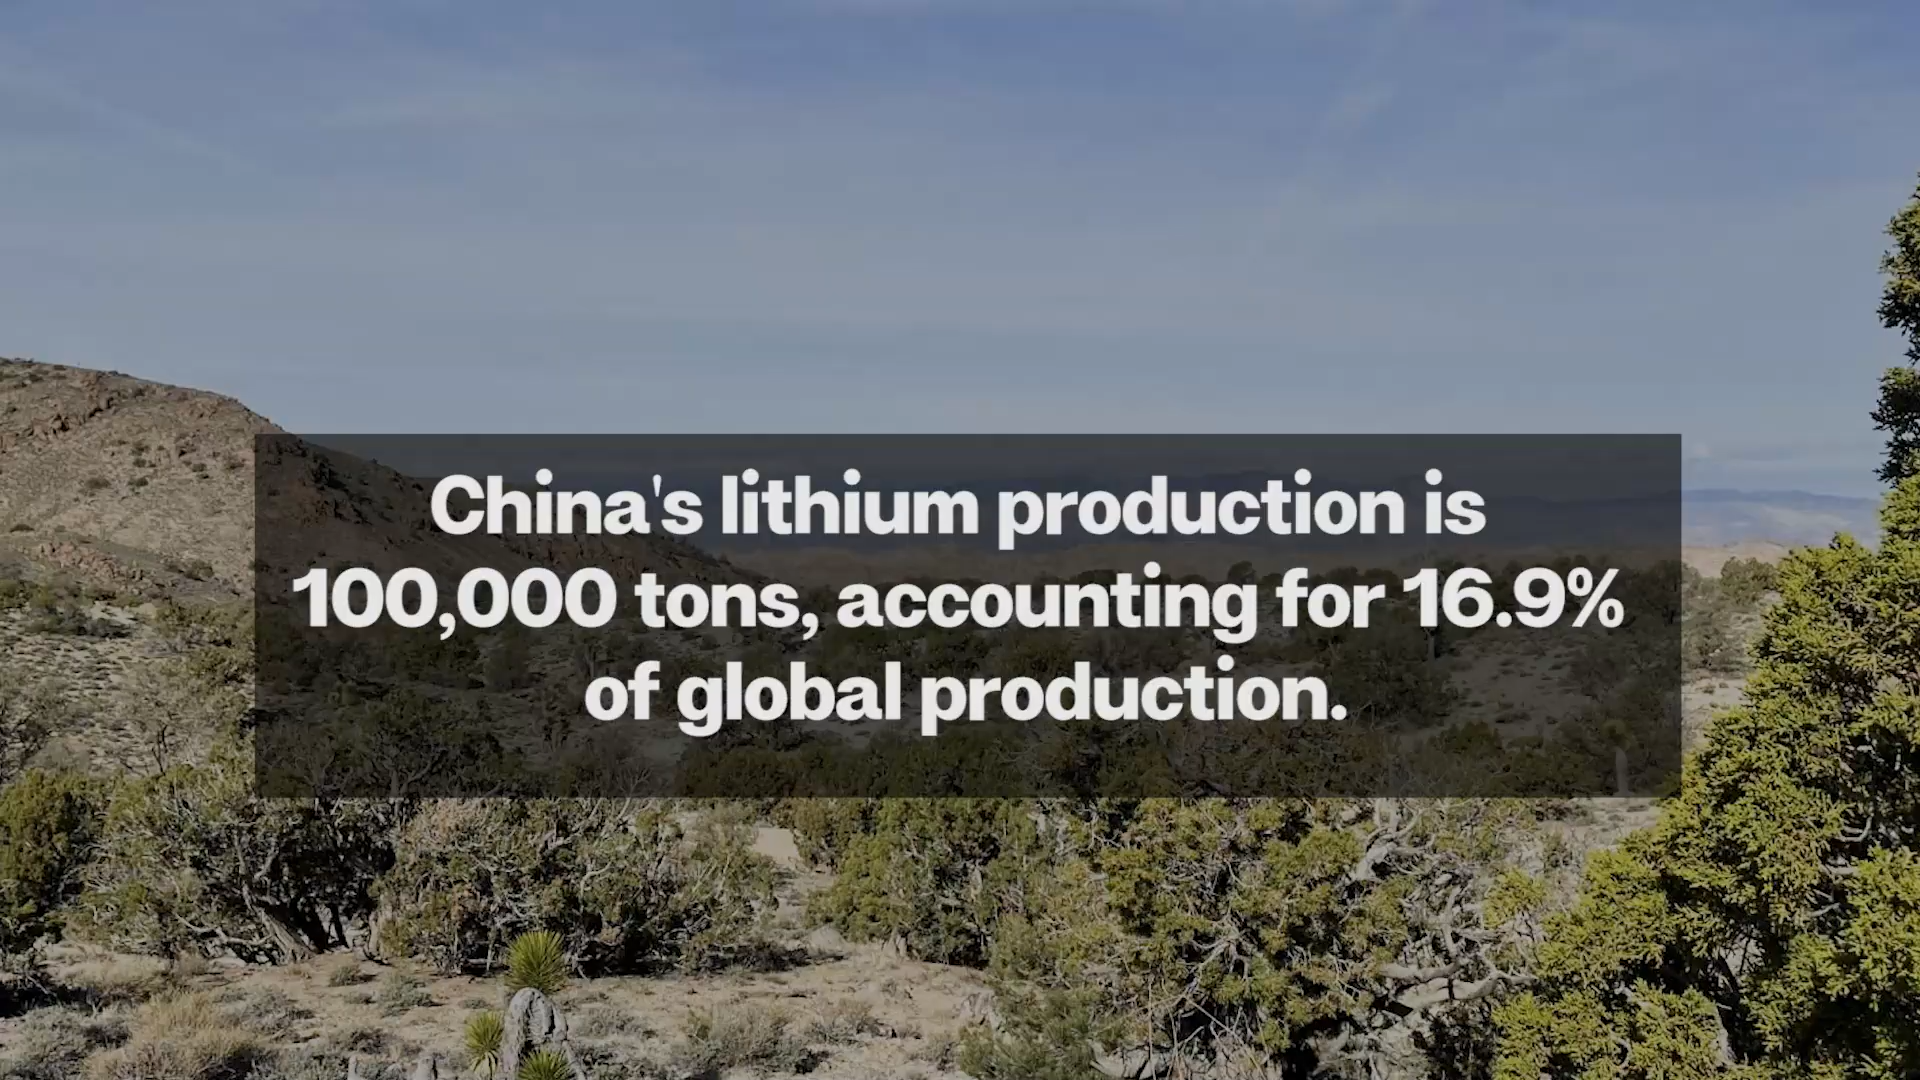 China's lithium production is
100,000 tons, accounting for 16.9%
of global production.